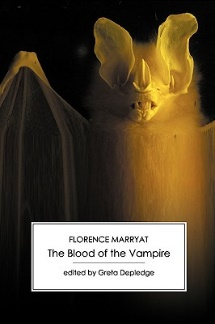 FLORENCE MARRYAT
The Blood of the Vampire
edited by Greta Depledge